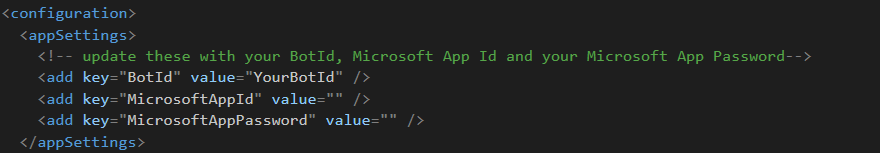 <configuration>
<appSettings>
<!-- update these with your BotId, Microsoft App Id and your Microsoft App Password-->
<add key="BotId" value="YourBotId" />
<add key="MicrosoftAppId" value="" />
<add key="MicrosoftAppPassword" value="" />
</appSettings>